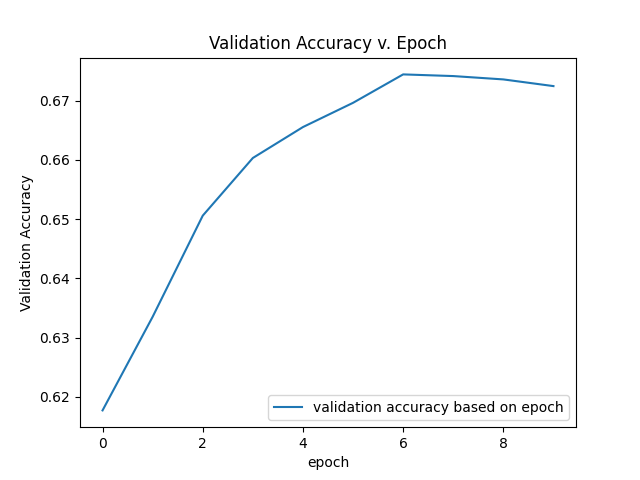 Validation Accuracy v. Epoch
Validation Accuracy
0.67
0.66
0.65
0.64
0.63
0.62
validation accuracy based on epoch
0 2 4 6 8
epoch